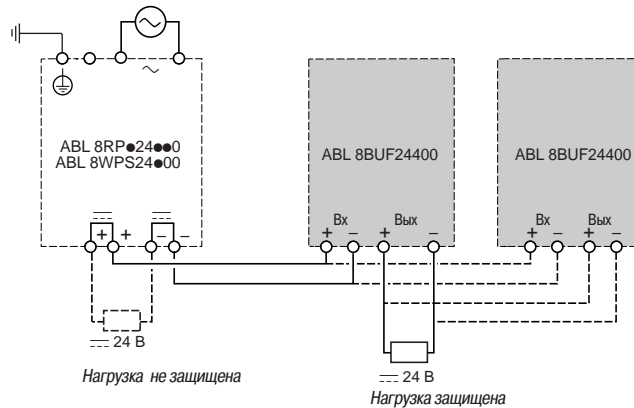 ABL 8RP●24●●0
ABL 8WPS24●00
+ + – –
24 В
Нагрузка не защищена
ABL 8BUF24400
Вх Вых
+ – + –
24 В
Нагрузка защищена
ABL 8BUF24400
Вх Вых
+ – + –